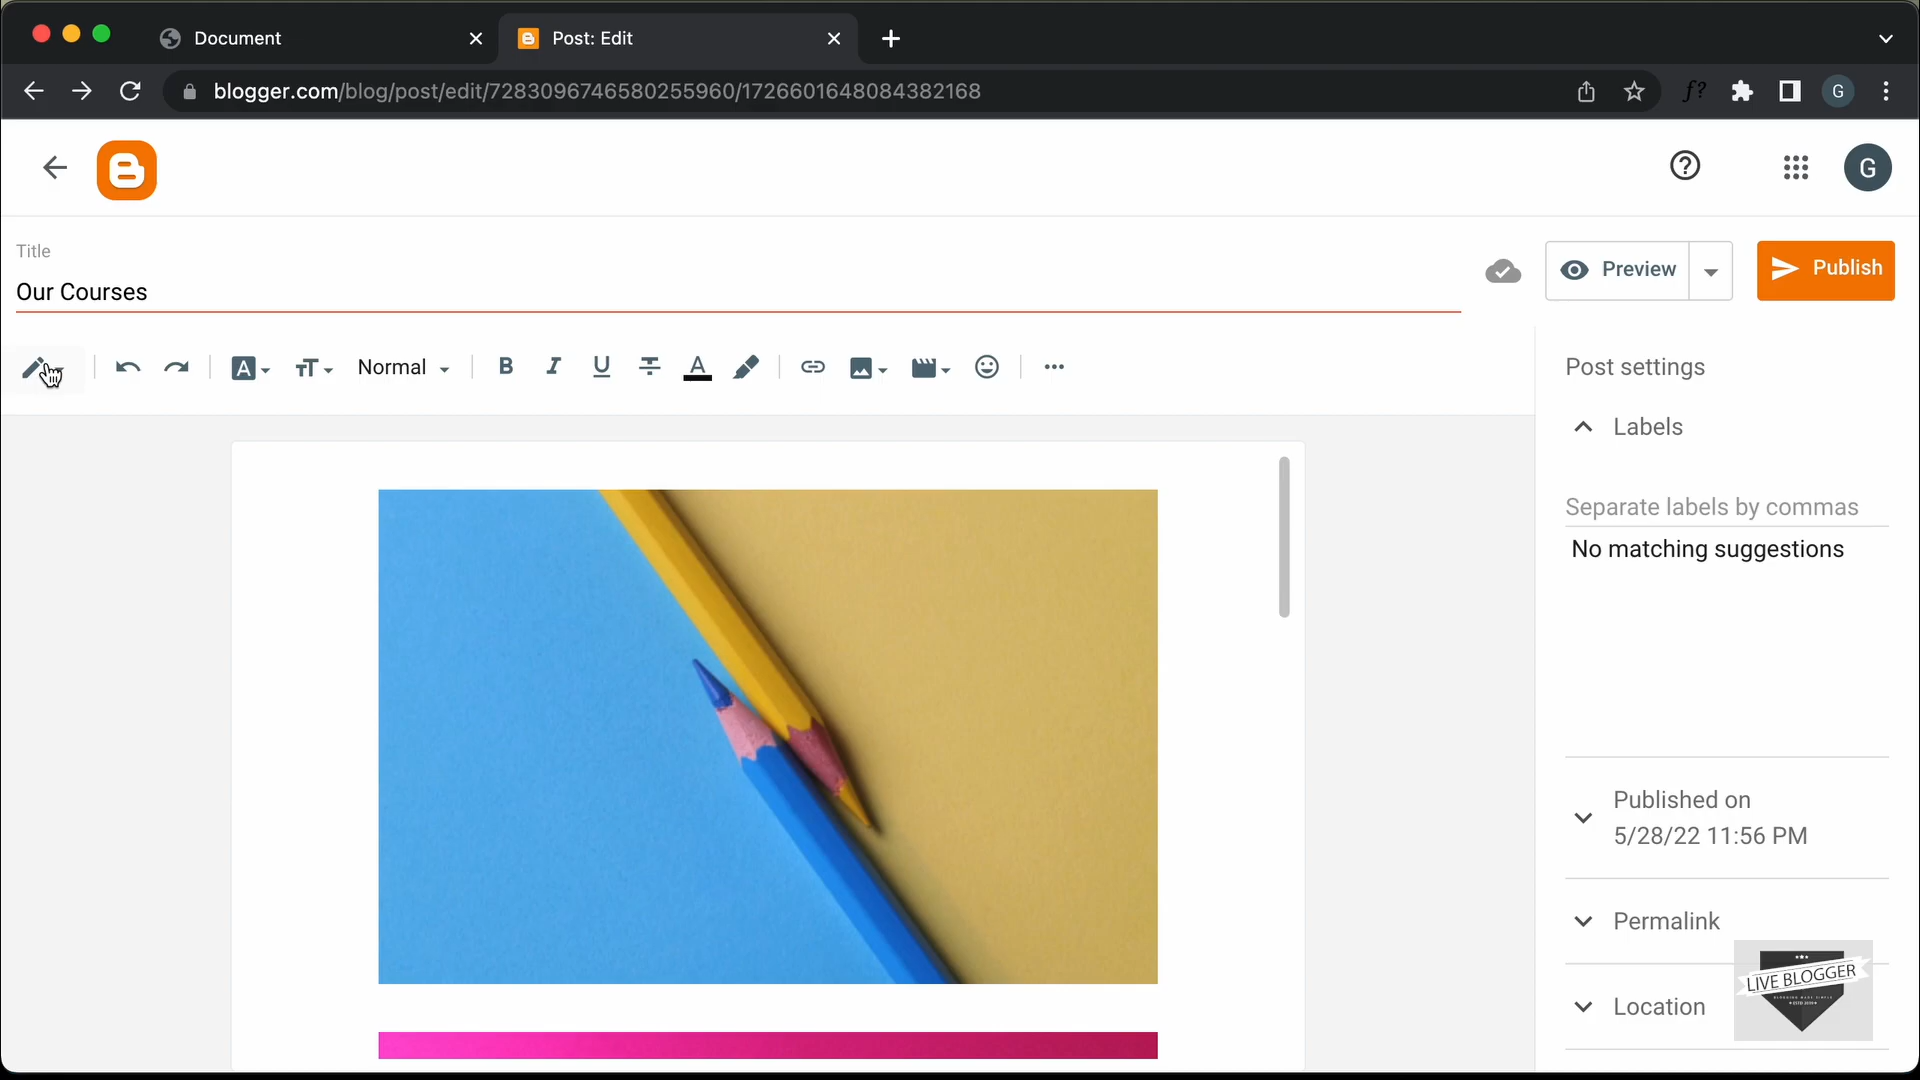 Document
Post: Edit
blogger.com/blog/post/edit/7283096746580255960/1726601648084382168
f?
G
G
Title
Our Courses
Preview
Publish
A
TT
Normal
B
I
U
A
Post settings
Labels
Separate labels by commas
No matching suggestions
Published on
5/28/22 11:56 PM
Permalink
Location
LIVE BLOGGER